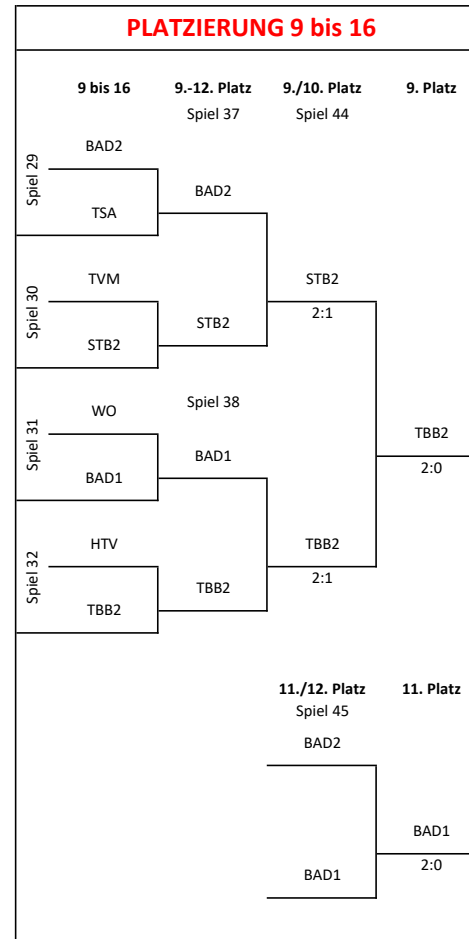 PLATZIERUNG 9 bis 16
9 bis 16 9.-12. Platz 9./10. Platz 9. Platz
Spiel 37 Spiel 44
Spiel 29
BAD2
TSA
BAD2
Spiel 30
TVM
STB2
STB2
STB2
2:1
Spiel 31
WO
BAD1
Spiel 38
BAD1
TBB2
2:0
Spiel 32
HTV
TBB2
TBB2
TBB2
2:1
11./12. Platz 11. Platz
Spiel 45
BAD2
BAD1
BAD1
2:0